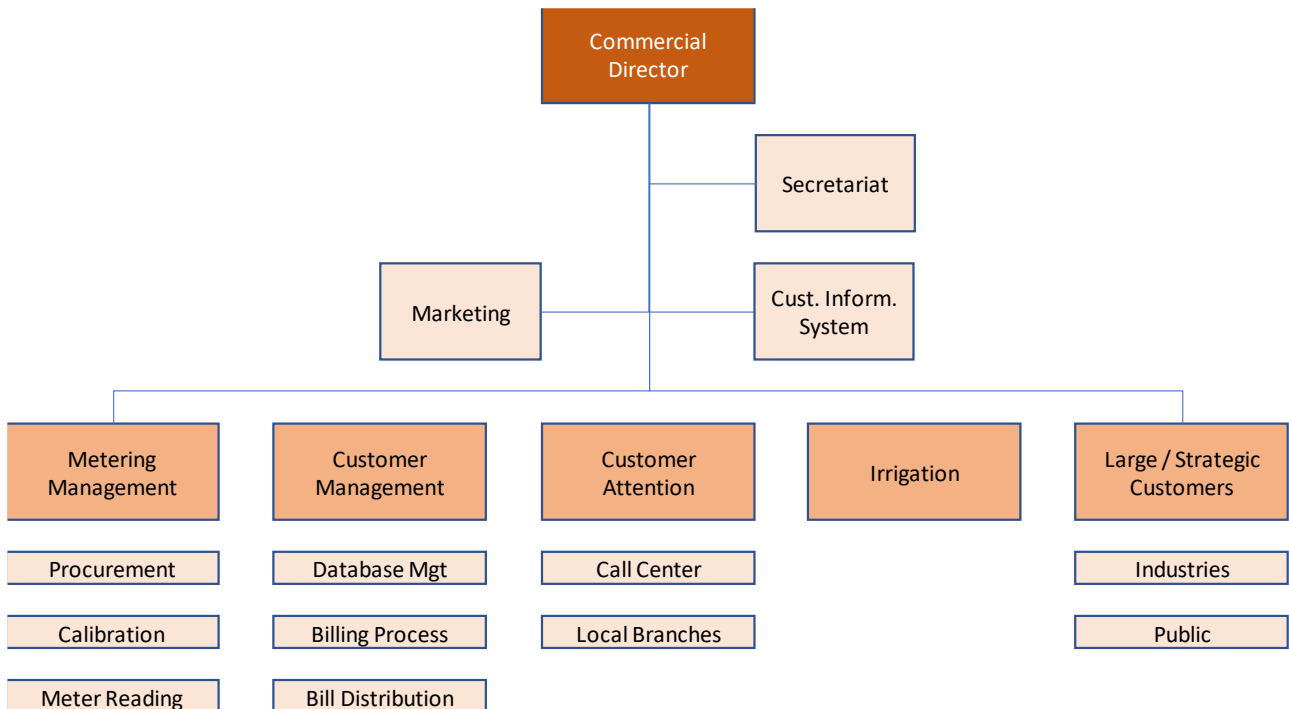 Commercial
Director
Secretariat
Marketing
Cust. Inform.
System
Metering
Management
Customer
Management
Customer
Attention
Irrigation
Large / Strategic
Customers
Procurement
Database Mgt
Call Center
Industries
Calibration
Billing Process
Local Branches
Public
Meter Reading
Bill Distribution